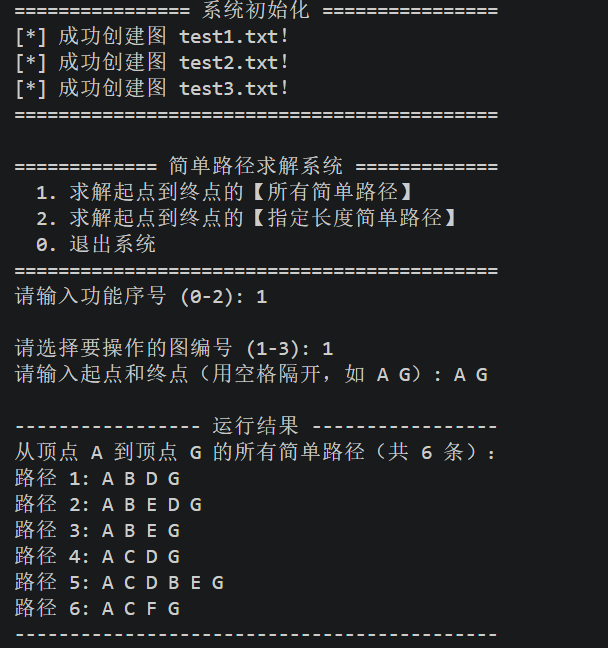 ================ 系统初始化 ================
[*] 成功创建图 test1.txt!
[*] 成功创建图 test2.txt!
[*] 成功创建图 test3.txt!
============================================
============= 简单路径求解系统 =============
1. 求解起点到终点的【所有简单路径】
2. 求解起点到终点的【指定长度简单路径】
0. 退出系统
============================================
请输入功能序号 (0-2): 1
请选择要操作的图编号 (1-3): 1
请输入起点和终点（用空格隔开，如 A G）: A G
----------------- 运行结果 -----------------
从顶点 A 到顶点 G 的所有简单路径（共 6 条）:
路径 1: A B D G
路径 2: A B E D G
路径 3: A B E G
路径 4: A C D G
路径 5: A C D B E G
路径 6: A C F G
--------------------------------------------